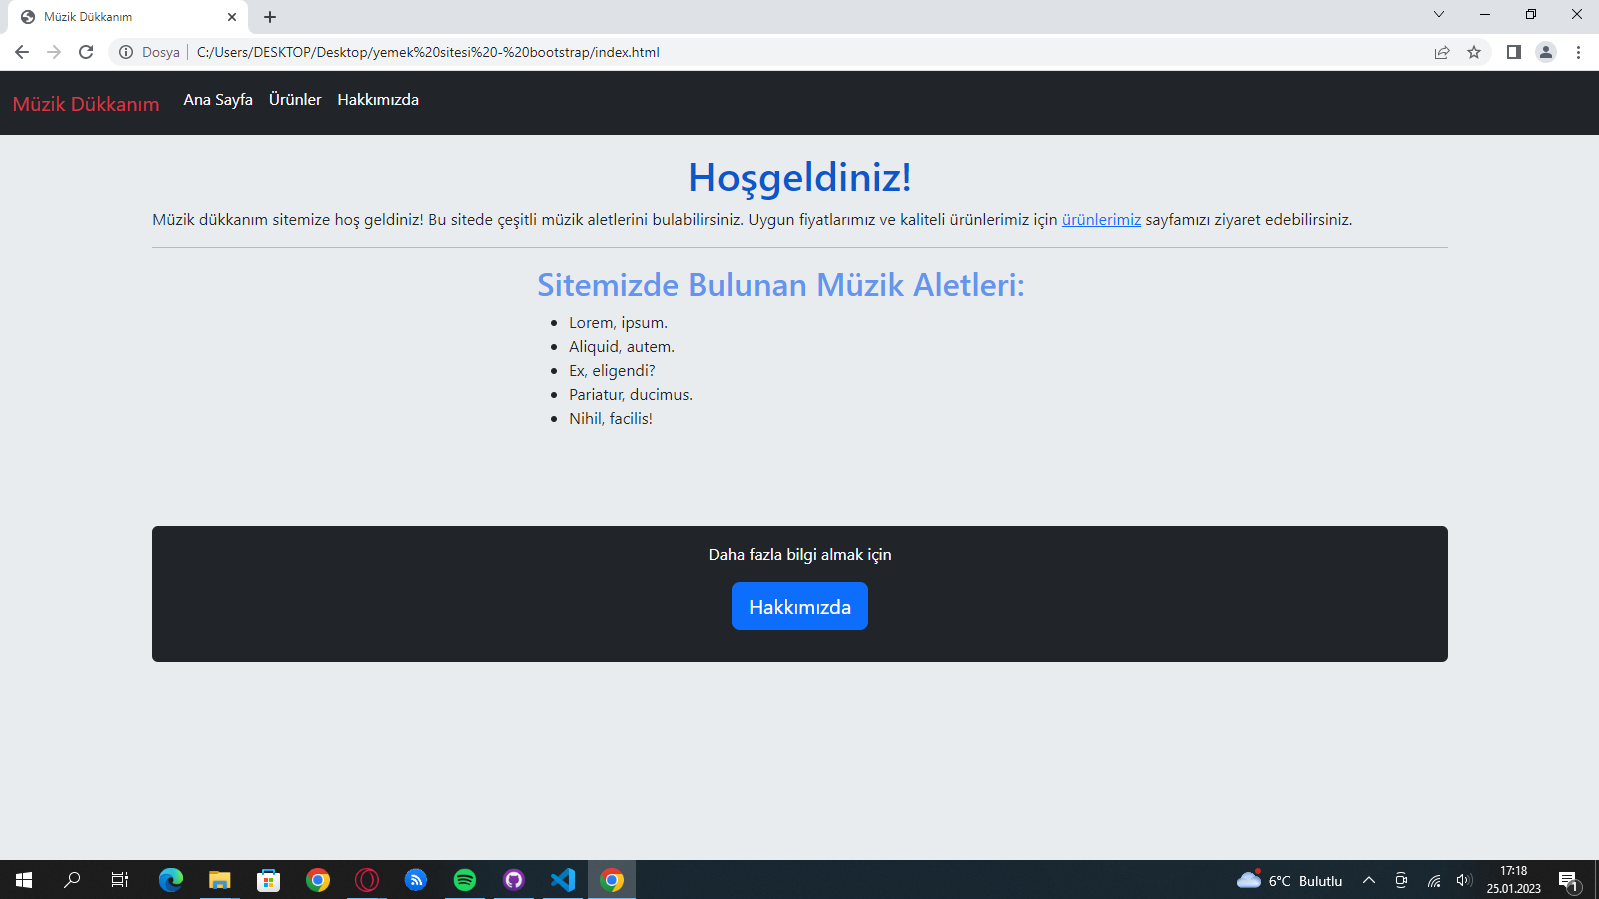 Müzik Dükkanım
Dosya C:/Users/DESKTOP/Desktop/yemek%20sitesi%20-%20bootstrap/index.html
Müzik Dükkanım Ana Sayfa Ürünler Hakkımızda
Hoşgeldiniz!
Müzik dükkanım sitemize hoş geldiniz! Bu sitede çeşitli müzik aletlerini bulabilirsiniz. Uygun fiyatlarımız ve kaliteli ürünlerimiz için ürünlerimiz sayfamızı ziyaret edebilirsiniz.
Sitemizde Bulunan Müzik Aletleri:
Lorem, ipsum.
Aliquid, autem.
Ex, eligendi?
Pariatur, ducimus.
Nihil, facilis!
Daha fazla bilgi almak için
Hakkımızda
6°C Bulutlu
17:18
25.01.2023
1